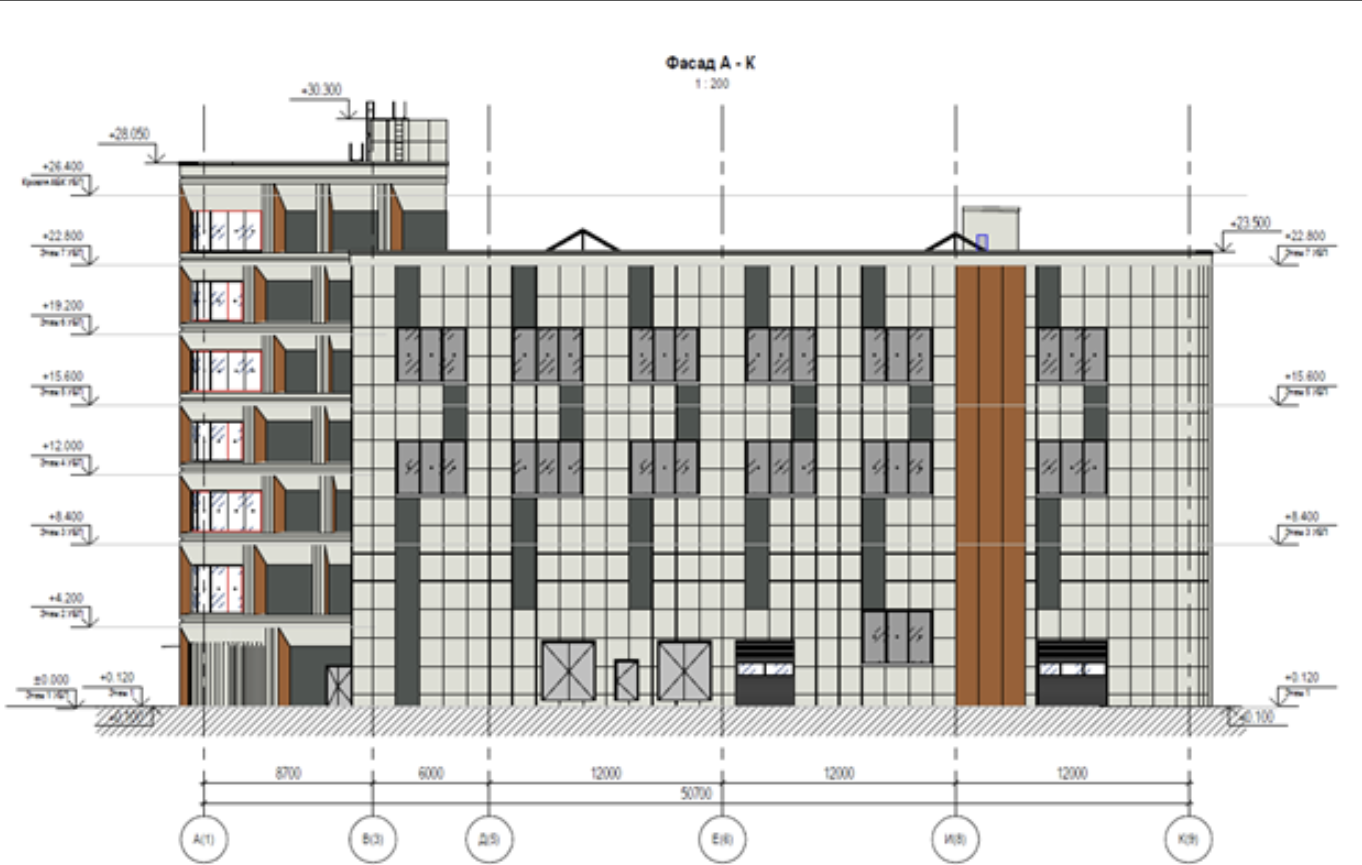 Фасад А - К
1 : 200
+30.300
+28.050
+26.400
Кровля АБК УБП
+22.800
Этаж 7 УБП
+19.200
Этаж 6 УБП
+15.600
Этаж 5 УБП
+12.000
Этаж 4 УБП
+8.400
Этаж 3 УБП
+4.200
Этаж 2 УБП
±0.000
Этаж 1 УБП
+0.120
Этаж 1
+0.100
+23.500
+22.800
Этаж 7 УБП
+15.600
Этаж 5 УБП
+8.400
Этаж 3 УБП
+0.120
Этаж 1
+0.100
8700
6000
12000
12000
12000
50700
А(1)
В(3)
Д(5)
Е(6)
И(8)
К(9)